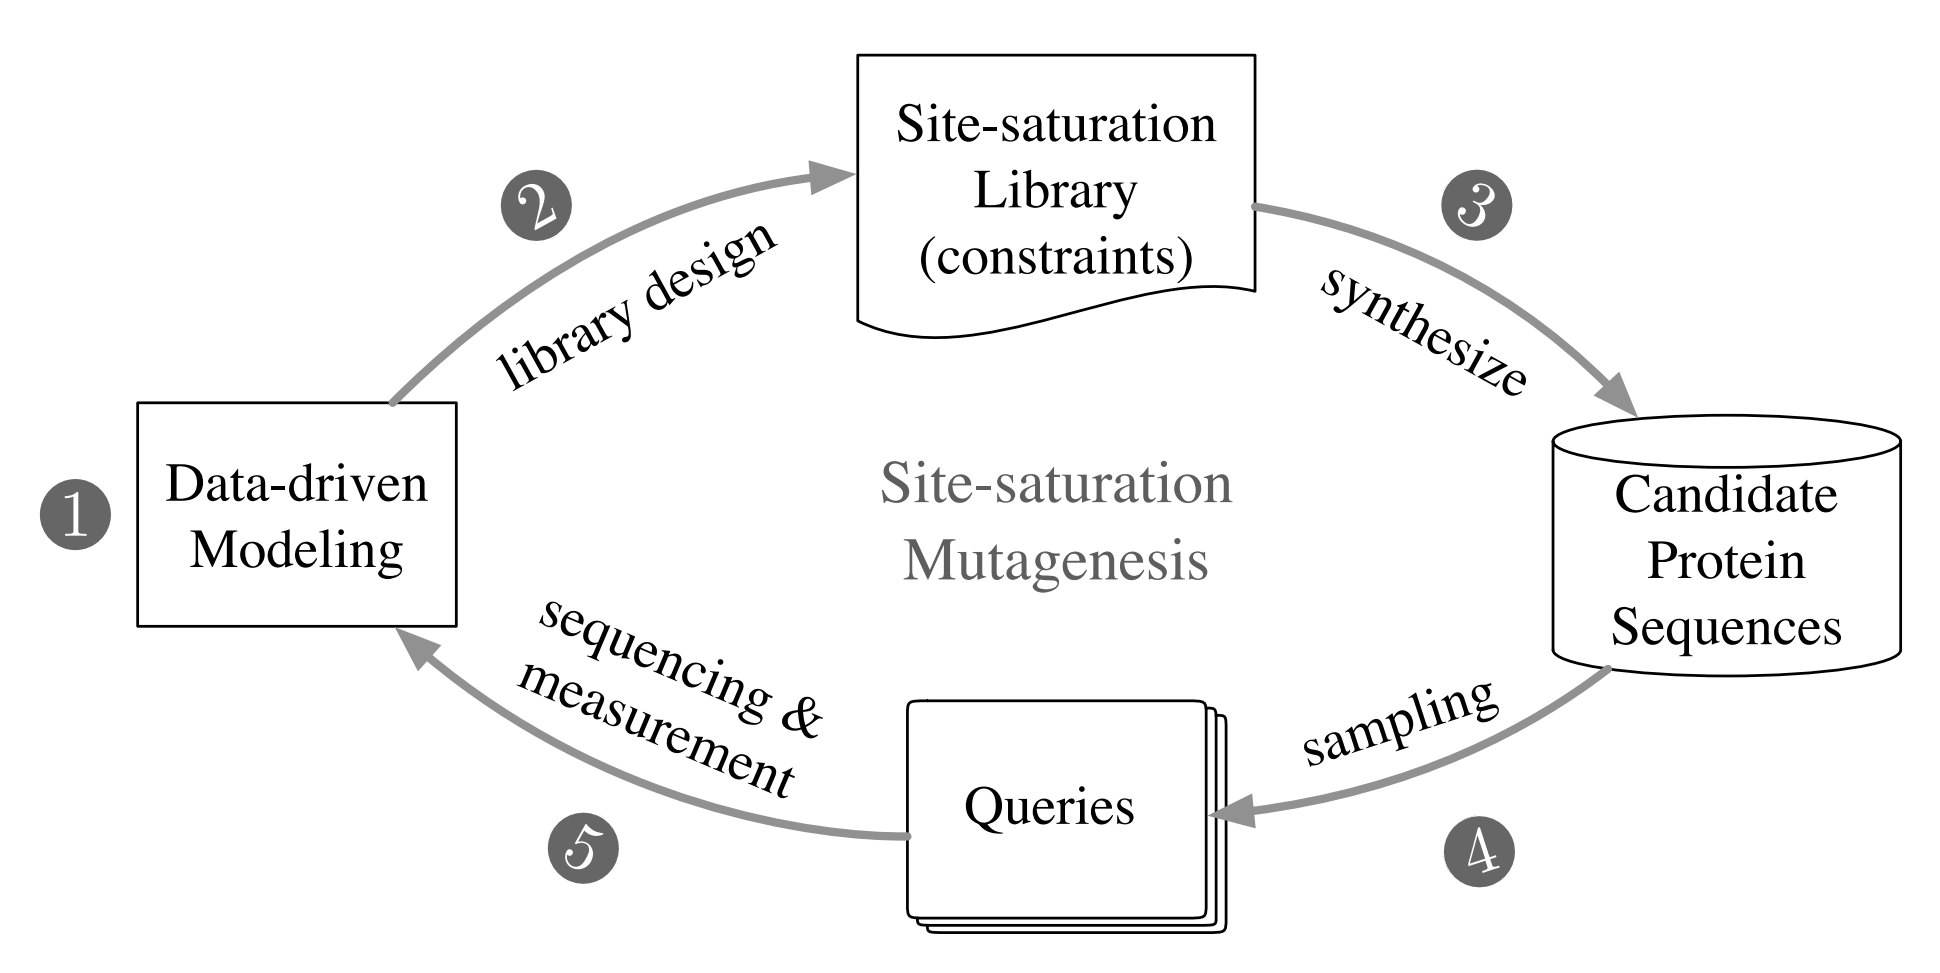 1
Data-driven
Modeling
2
library design
Site-saturation
Library
(constraints)
3
synthesize
Candidate
Protein
Sequences
4
sampling
Queries
5
sequencing &
measurement
Site-saturation
Mutagenesis